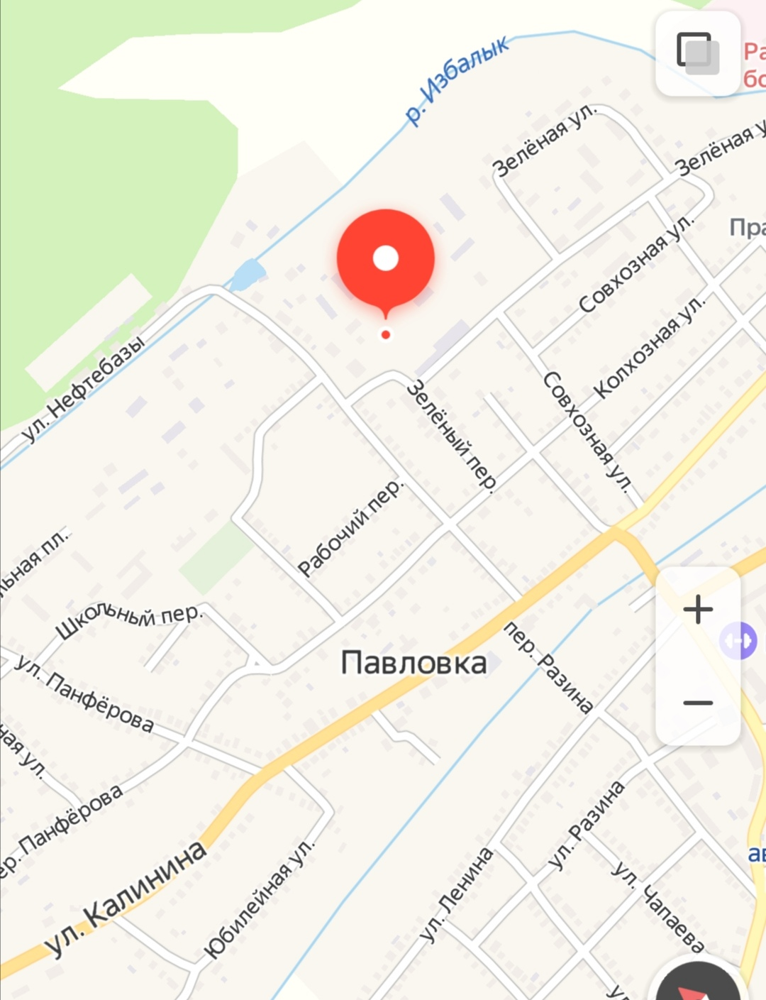 р. Избалык
Ра
бо
Зелёная ул.
Зелёная у
Пра
Совхозная ул.
Колхозная ул.
ул. Нефтебазы
Зелёный пер.
Совхозная ул.
Рабочий пер.
льная пл.
Школьный пер.
пер. Разина
Павловка
ул. Панфёрова
ная ул.
ер. Панфёрова
ул. Разина
ул. Калинина
Юбилейная ул.
ул. Ленина
ав
ул. Чапаева
ул